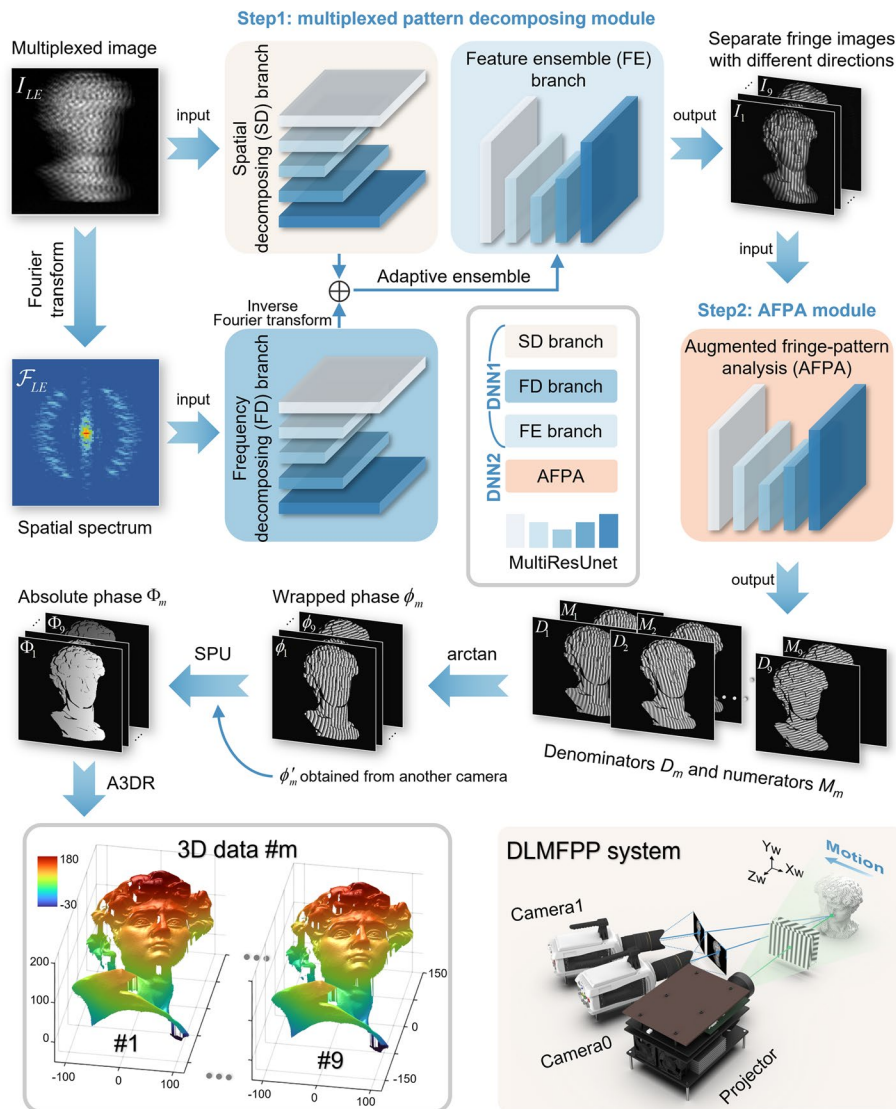 Step1: multiplexed pattern decomposing module
Multiplexed image
I_LE
input
Spatial
decomposing (SD) branch
Feature ensemble (FE)
branch
output
Separate fringe images
with different directions
I_9
I_1
Fourier
transform
Adaptive ensemble
Inverse
Fourier transform
input
Step2: AFPA module
Augmented fringe-pattern
analysis (AFPA)
F_LE
input
Frequency
decomposing (FD) branch
Spatial spectrum
DNN1
SD branch
FD branch
FE branch
DNN2
AFPA
MultiResUnet
output
Absolute phase Φ_m
Φ_9
Φ_1
SPU
Wrapped phase ϕ_m
ϕ_9
ϕ_1
arctan
M_1
D_1
M_2
D_2
M_9
D_9
Denominators D_m and numerators M_m
ϕ'_m obtained from another camera
A3DR
3D data #m
180
-30
200
100
0
-100
0
100
#1
150
0
-150
-100
0
100
#9
DLMFPP system
Yw
Xw
Zw
Motion
Camera1
Camera0
Projector